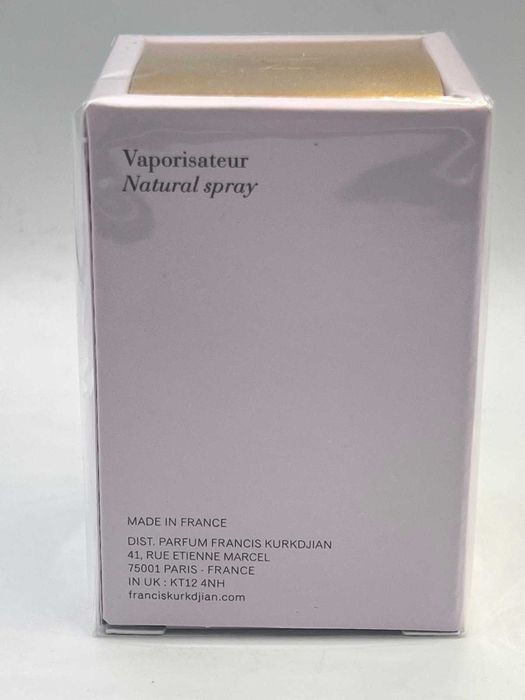 Vaporisateur
Natural spray
MADE IN FRANCE
DIST. PARFUM FRANCIS KURKDJIAN
41, RUE ETIENNE MARCEL
75001 PARIS - FRANCE
IN UK : KT12 4NH
franciskurkdjian.com